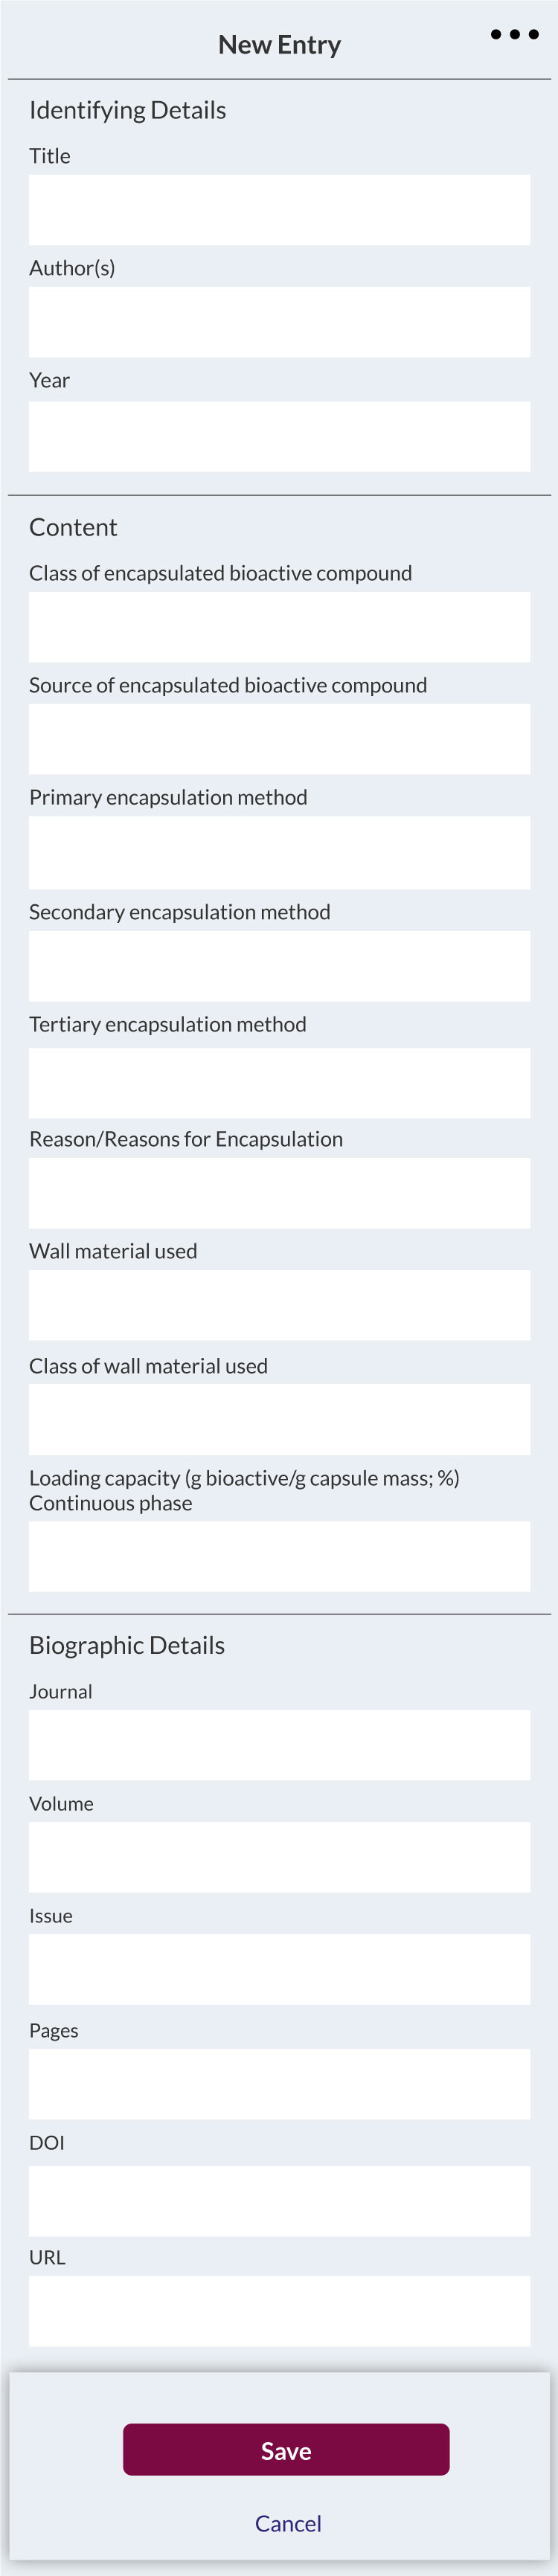 New Entry
Identifying Details
Title
Author(s)
Year
Content
Class of encapsulated bioactive compound
Source of encapsulated bioactive compound
Primary encapsulation method
Secondary encapsulation method
Tertiary encapsulation method
Reason/Reasons for Encapsulation
Wall material used
Class of wall material used
Loading capacity (g bioactive/g capsule mass; %)
Continuous phase
Biographic Details
Journal
Volume
Issue
Pages
DOI
URL
Save
Cancel